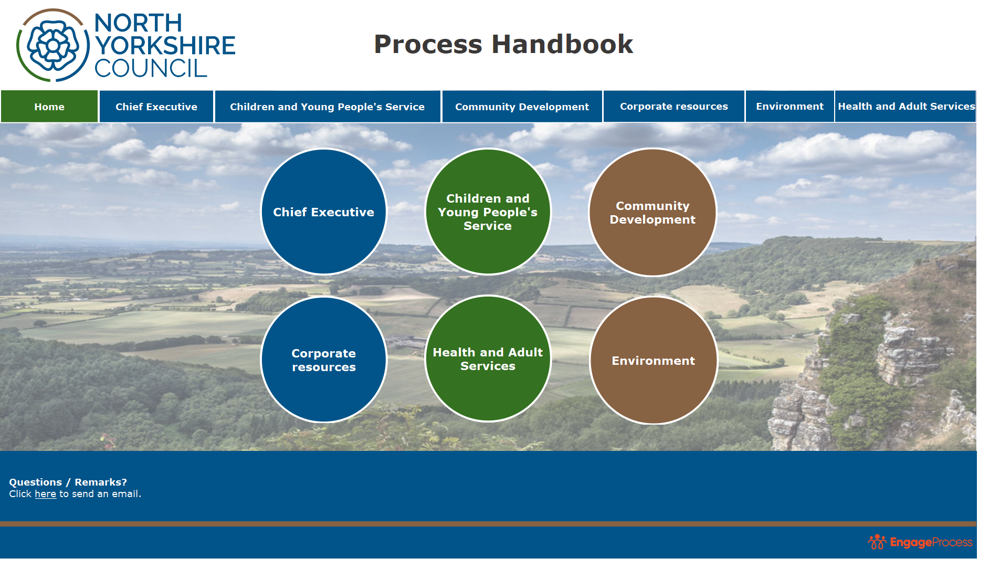 NORTH
YORKSHIRE
COUNCIL
Process Handbook
Home
Chief Executive
Children and Young People's Service
Community Development
Corporate resources
Environment
Health and Adult Services
Chief Executive
Children and
Young People's
Service
Community
Development
Corporate
resources
Health and Adult
Services
Environment
Questions / Remarks?
Click here to send an email.
EngageProcess